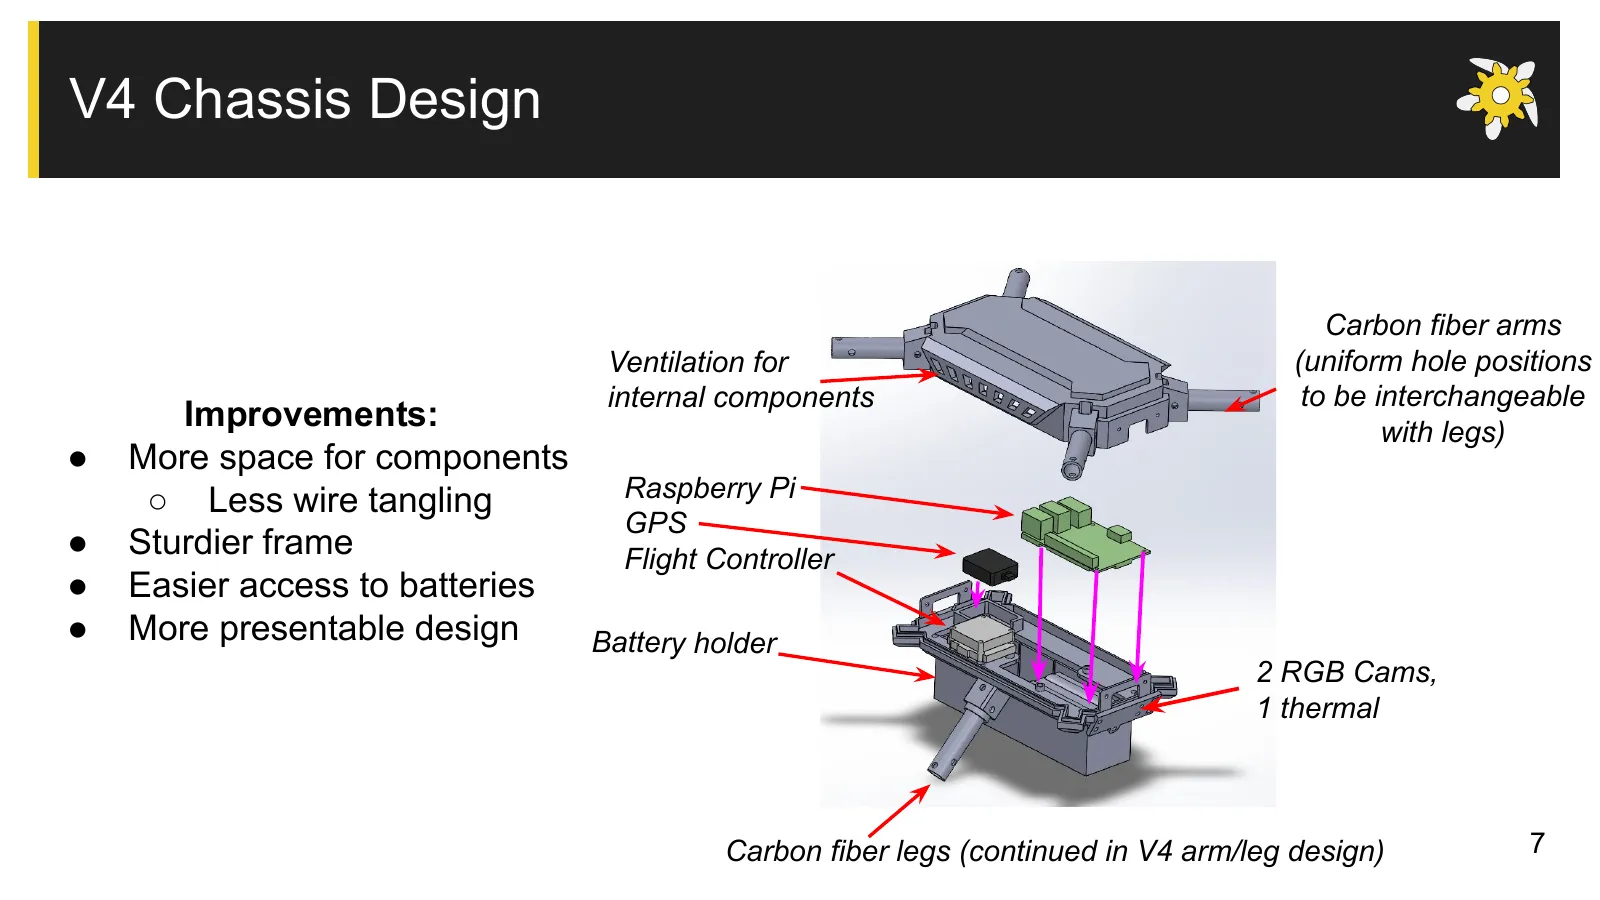 V4 Chassis Design
Improvements:
● More space for components
○ Less wire tangling
● Sturdier frame
● Easier access to batteries
● More presentable design
Ventilation for
internal components
Carbon fiber arms
(uniform hole positions
to be interchangeable
with legs)
Raspberry Pi
GPS
Flight Controller
Battery holder
2 RGB Cams,
1 thermal
Carbon fiber legs (continued in V4 arm/leg design)
7